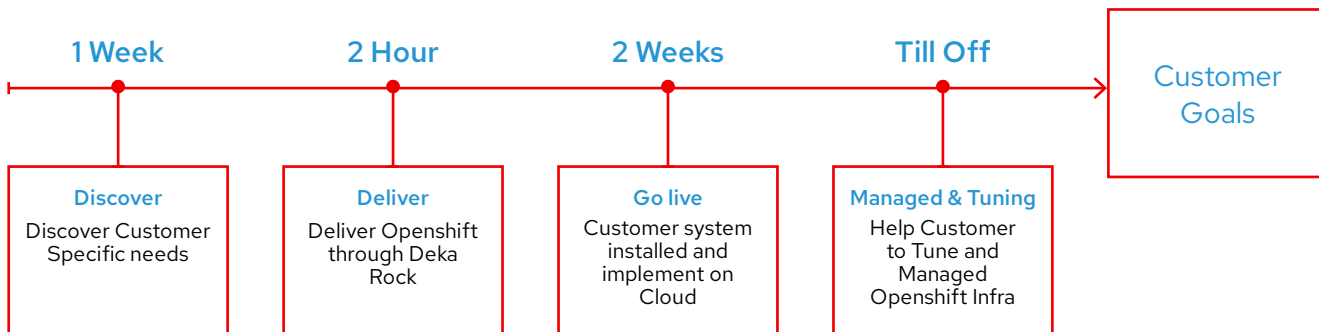 1 Week
2 Hour
2 Weeks
Till Off
Customer
Goals
Discover
Discover Customer
Specific needs
Deliver
Deliver Openshift
through Deka
Rock
Go live
Customer system
installed and
implement on
Cloud
Managed & Tuning
Help Customer
to Tune and
Managed
Openshift Infra